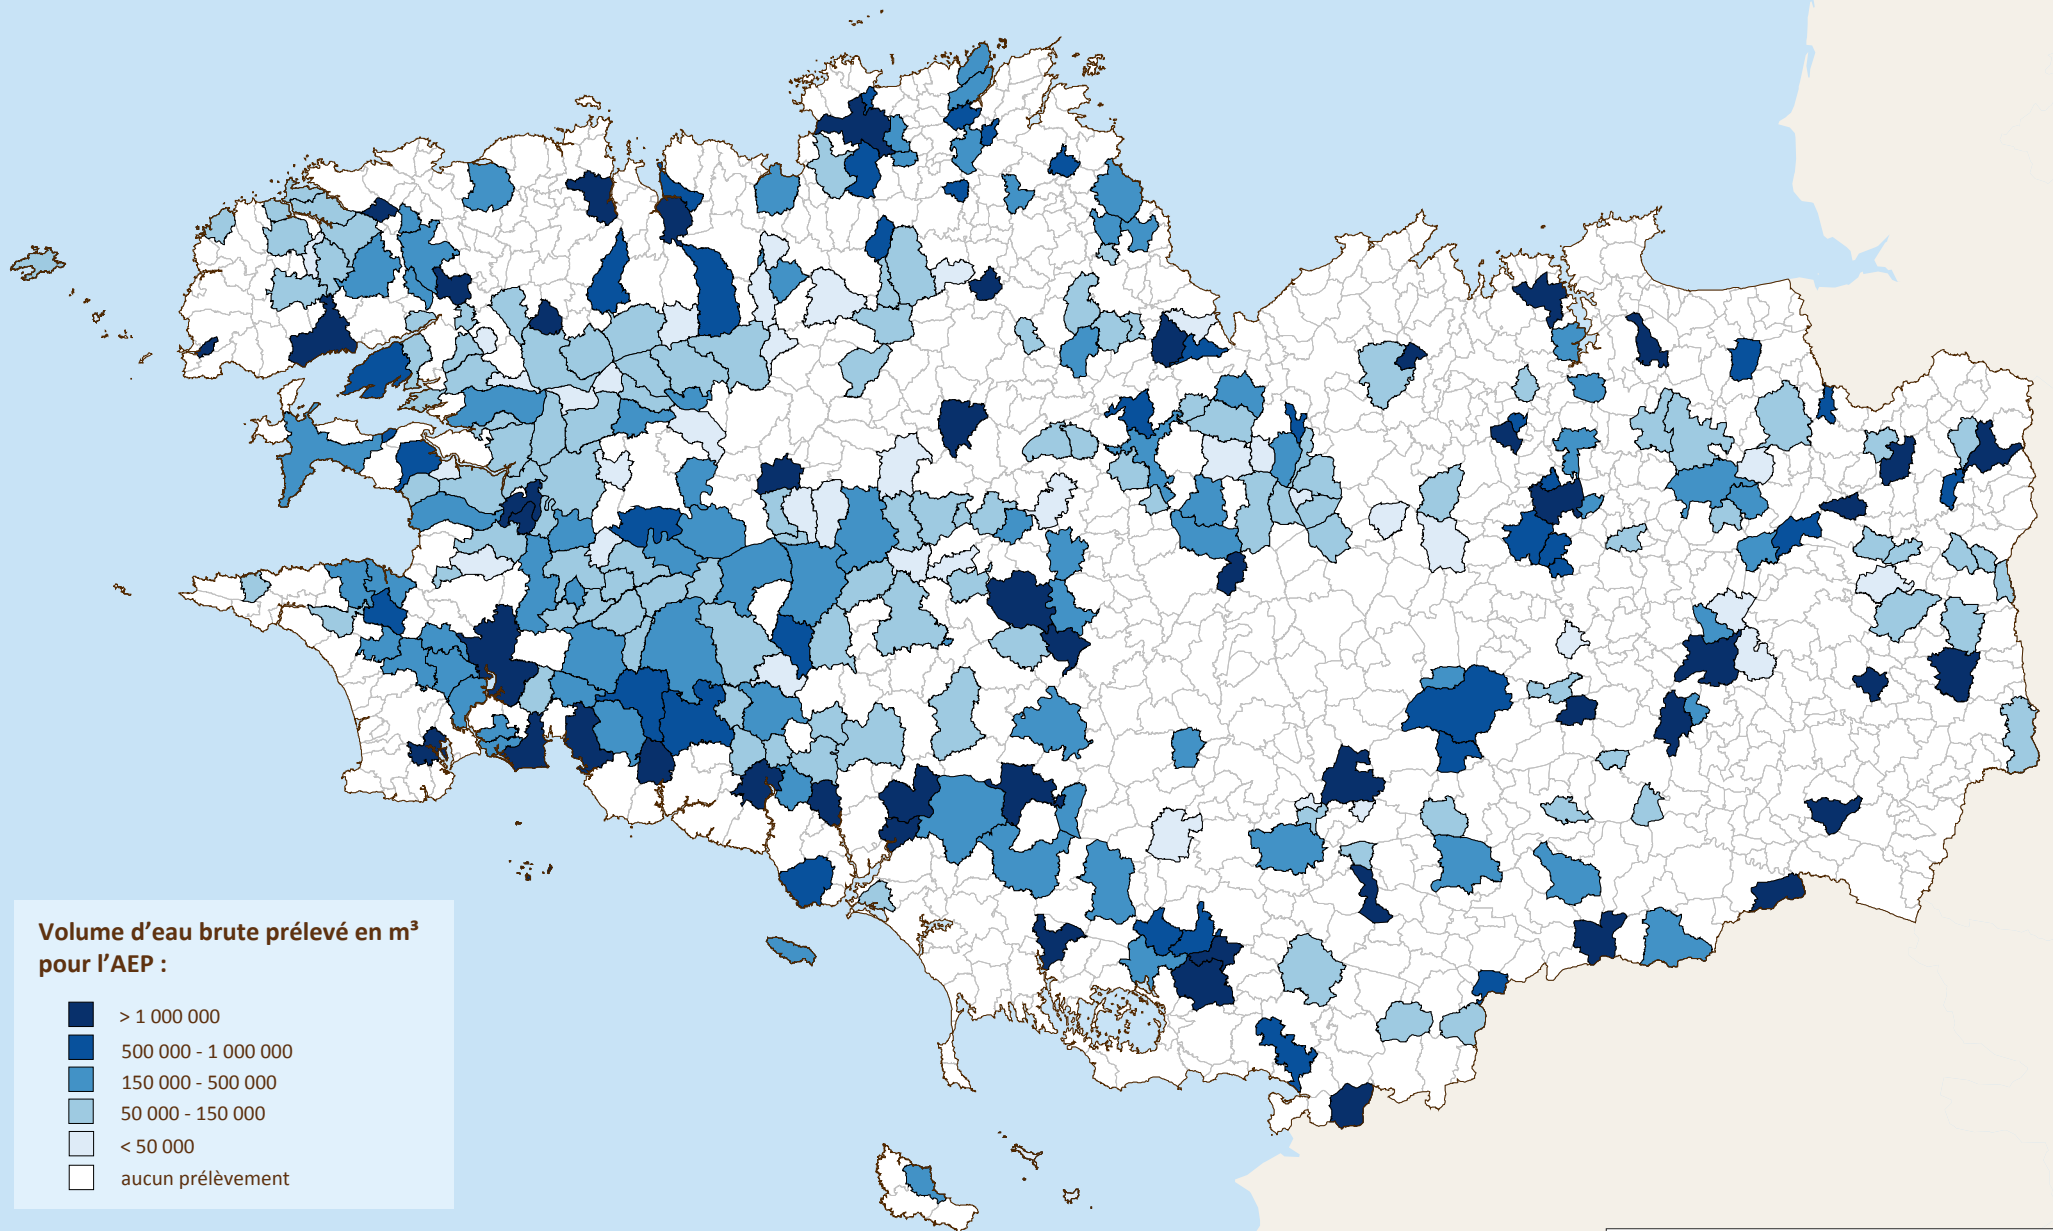 Volume d’eau brute prélevé en m³
pour l’AEP :
> 1 000 000
500 000 - 1 000 000
150 000 - 500 000
50 000 - 150 000
< 50 000
aucun prélèvement